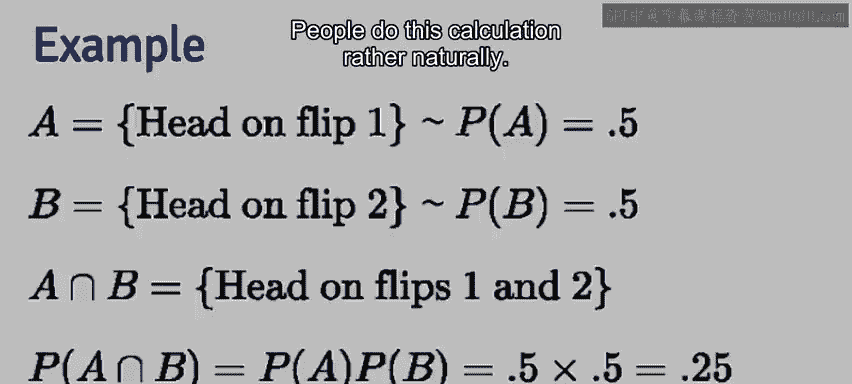 Example
People do this calculation
rather naturally.
A = {Head on flip 1} ~ P(A) = .5
B = {Head on flip 2} ~ P(B) = .5
A ∩ B = {Head on flips 1 and 2}
P(A ∩ B) = P(A)P(B) = .5 × .5 = .25